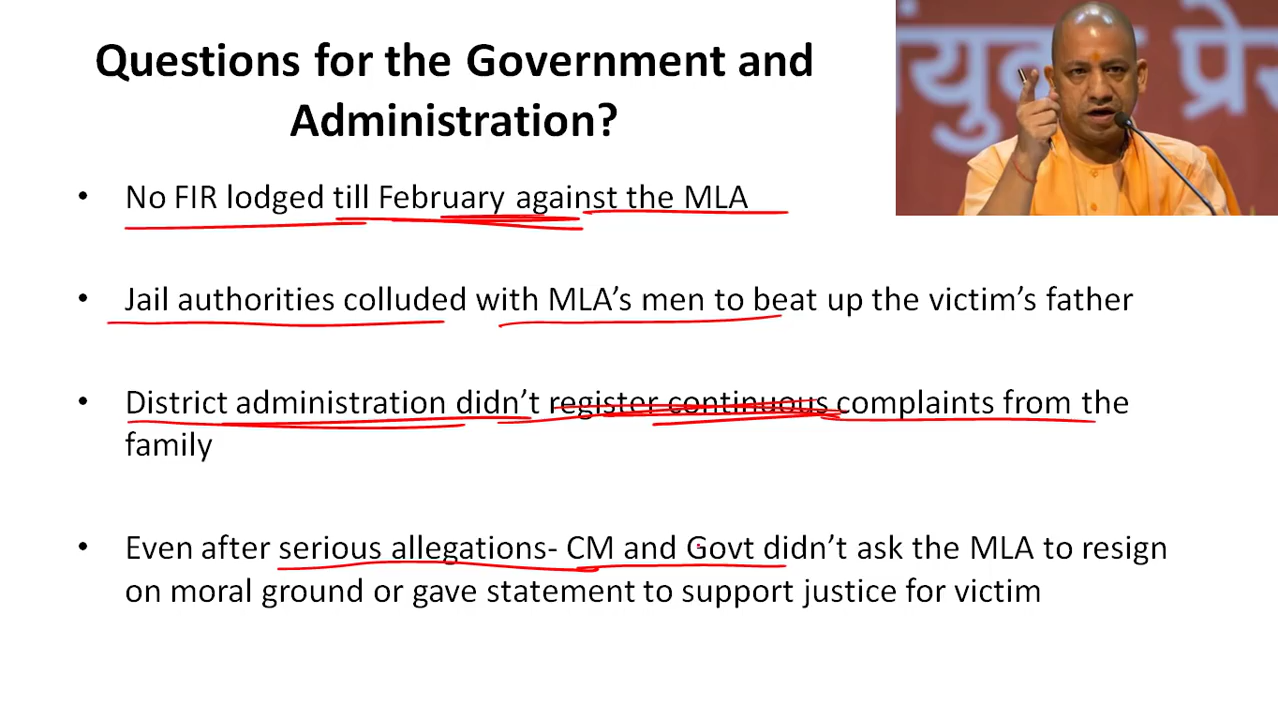 Questions for the Government and
Administration?
• No FIR lodged till February against the MLA
• Jail authorities colluded with MLA’s men to beat up the victim’s father
• District administration didn’t register continuous complaints from the
family
• Even after serious allegations- CM and Govt didn’t ask the MLA to resign
on moral ground or gave statement to support justice for victim